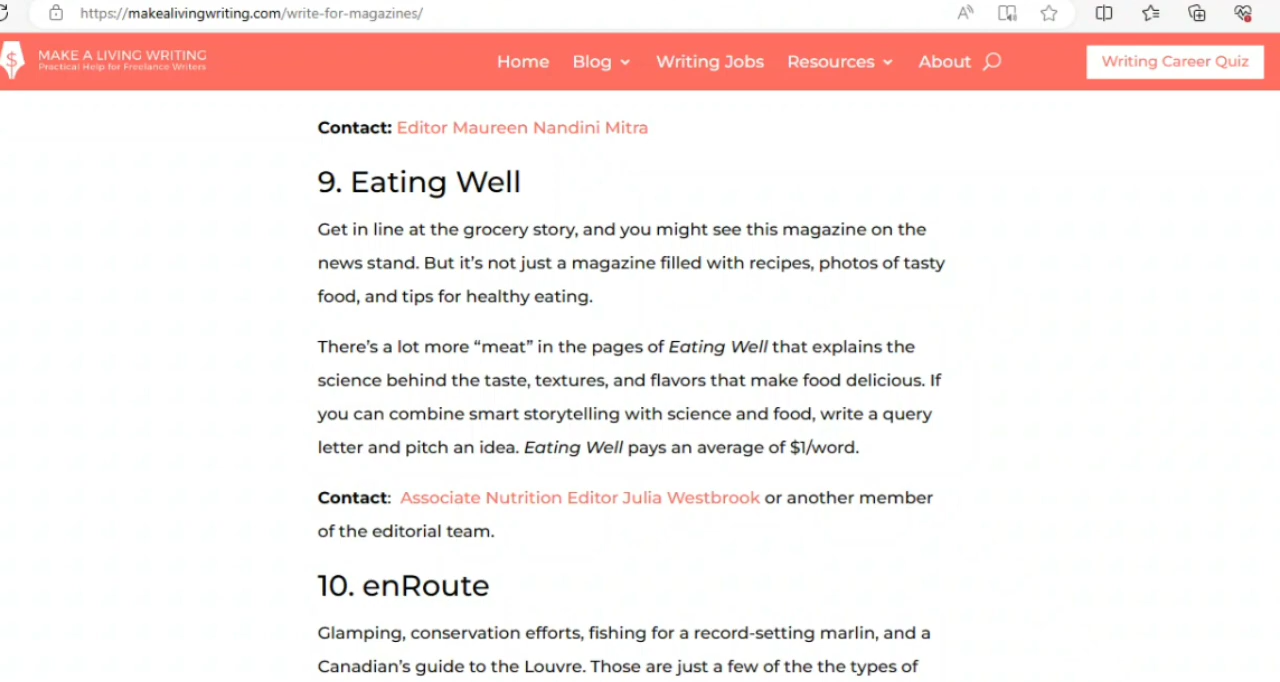 https://makealivingwriting.com/write-for-magazines/
MAKE A LIVING WRITING
Practical Help for Freelance Writers
Home Blog Writing Jobs Resources About Writing Career Quiz
Contact: Editor Maureen Nandini Mitra
9. Eating Well
Get in line at the grocery story, and you might see this magazine on the
news stand. But it’s not just a magazine filled with recipes, photos of tasty
food, and tips for healthy eating.
There’s a lot more “meat” in the pages of Eating Well that explains the
science behind the taste, textures, and flavors that make food delicious. If
you can combine smart storytelling with science and food, write a query
letter and pitch an idea. Eating Well pays an average of $1/word.
Contact: Associate Nutrition Editor Julia Westbrook or another member
of the editorial team.
10. enRoute
Glamping, conservation efforts, fishing for a record-setting marlin, and a
Canadian’s guide to the Louvre. Those are just a few of the the types of